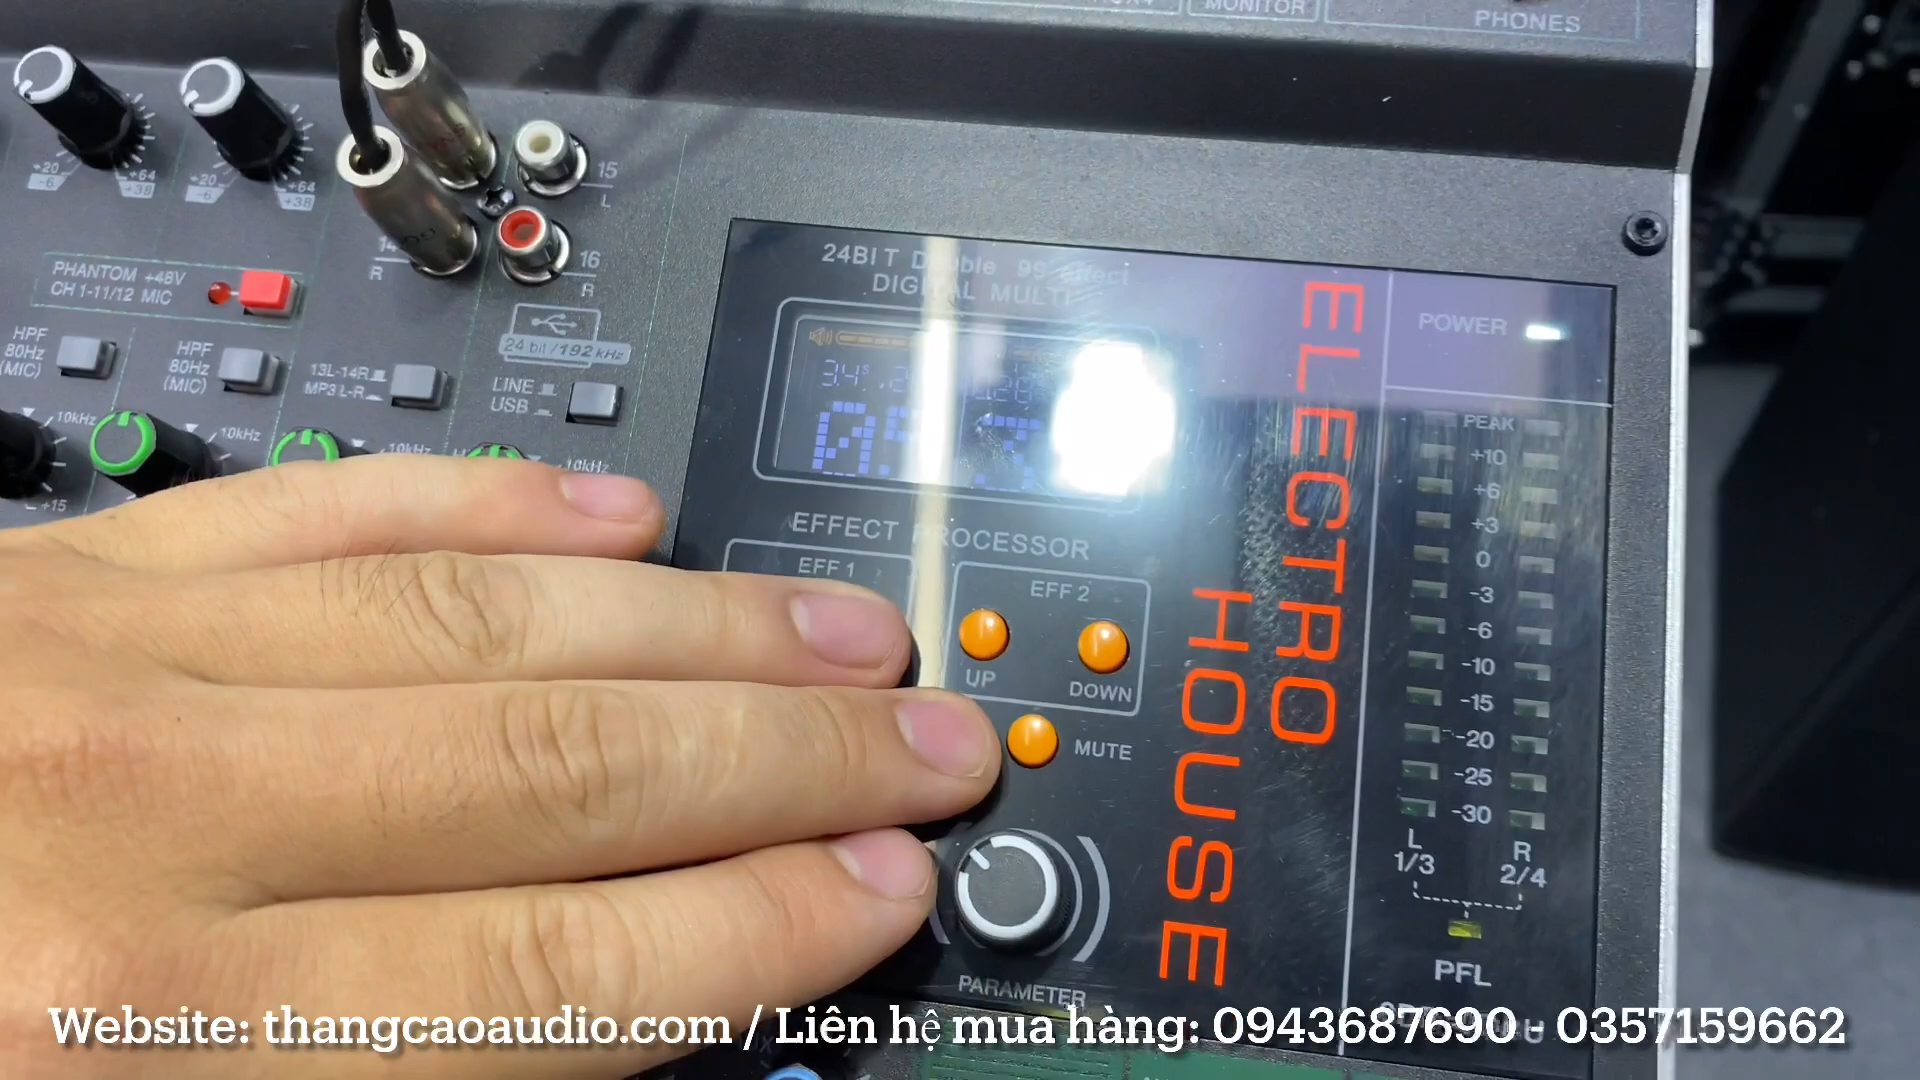 MONITOR
PHONES
+20
-6
+64
+38
+20
-6
+64
+38
15
L
14
R
16
R
PHANTOM +48V
CH 1-11/12 MIC
24BIT Double 99 effect
DIGITAL MULTI
POWER
HPF
80Hz
(MIC)
HPF
80Hz
(MIC)
13L-14R
MP3 L-R
24 bit / 192 kHz
LINE
USB
10kHz
10kHz
10kHz
10kHz
+15
ELECTRO
HOUSE
EFFECT PROCESSOR
EFF 1
EFF 2
UP
DOWN
MUTE
PARAMETER
PEAK
+10
+6
+3
0
-3
-6
-10
-15
-20
-25
-30
L
1/3
R
2/4
PFL
Website: thangcaoaudio.com / Liên hệ mua hàng: 0943687690 - 0357159662